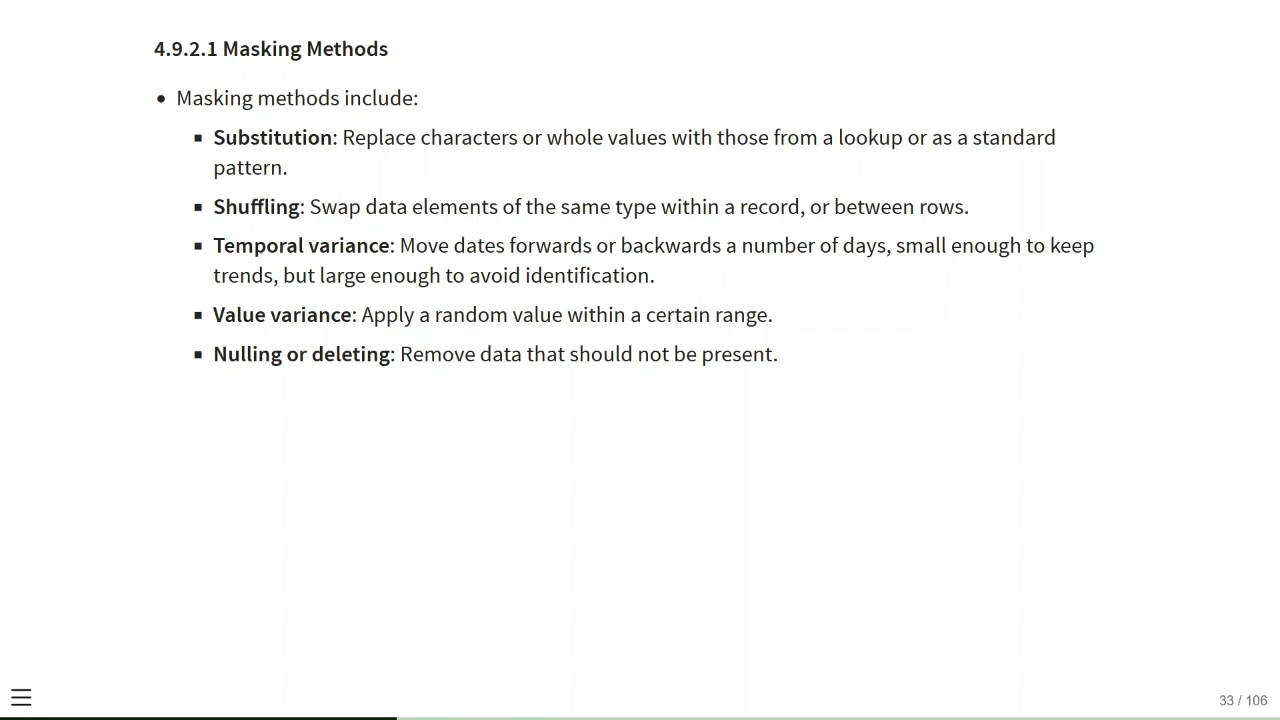 4.9.2.1 Masking Methods
• Masking methods include:
▪ Substitution: Replace characters or whole values with those from a lookup or as a standard
pattern.
▪ Shuffling: Swap data elements of the same type within a record, or between rows.
▪ Temporal variance: Move dates forwards or backwards a number of days, small enough to keep
trends, but large enough to avoid identification.
▪ Value variance: Apply a random value within a certain range.
▪ Nulling or deleting: Remove data that should not be present.
33 / 106